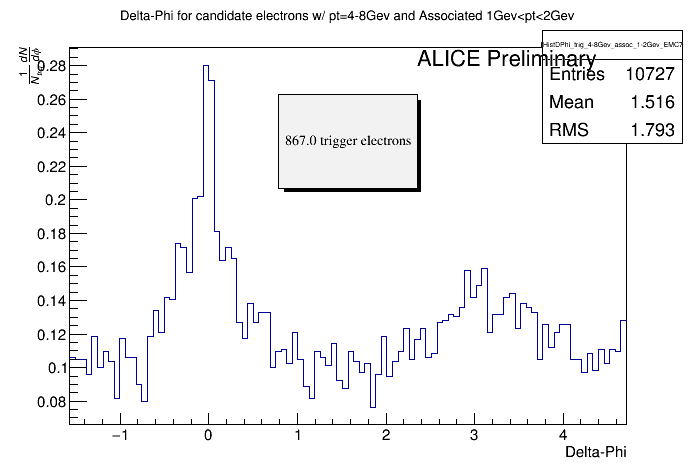 Delta-Phi for candidate electrons w/ pt=4-8Gev and Associated 1Gev<pt<2Gev
ALICE Preliminary
HistDPhi_trig_4-8Gev_assoc_1-2Gev_EMC7
Entries 10727
Mean 1.516
RMS 1.793
867.0 trigger electrons
0.28
0.26
0.24
0.22
0.2
0.18
0.16
0.14
0.12
0.1
0.08
−1 0 1 2 3 4
Delta-Phi